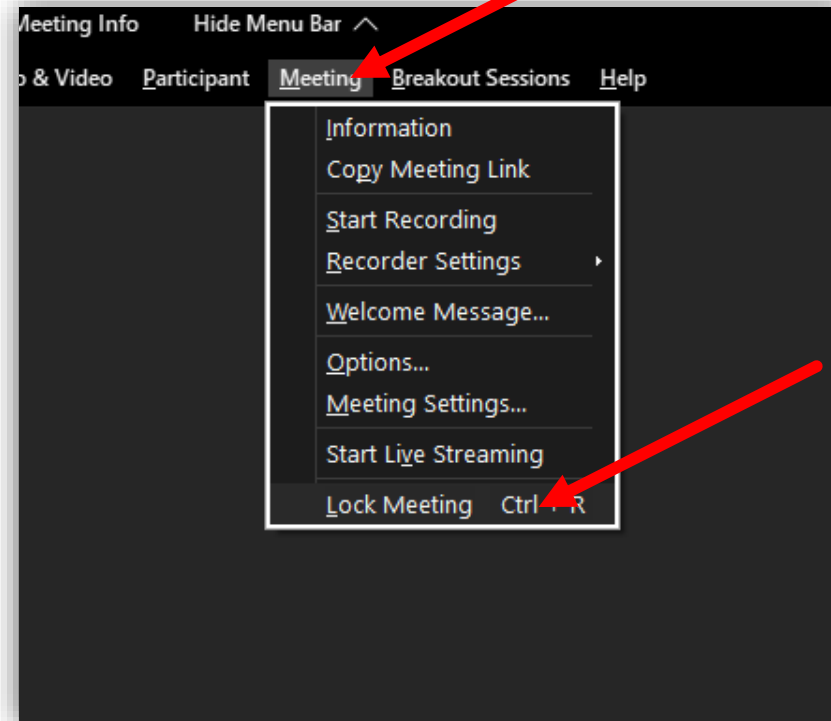 Meeting Info Hide Menu Bar
& Video Participant Meeting Breakout Sessions Help
Information
Copy Meeting Link
Start Recording
Recorder Settings
Welcome Message...
Options...
Meeting Settings...
Start Live Streaming
Lock Meeting Ctrl + R